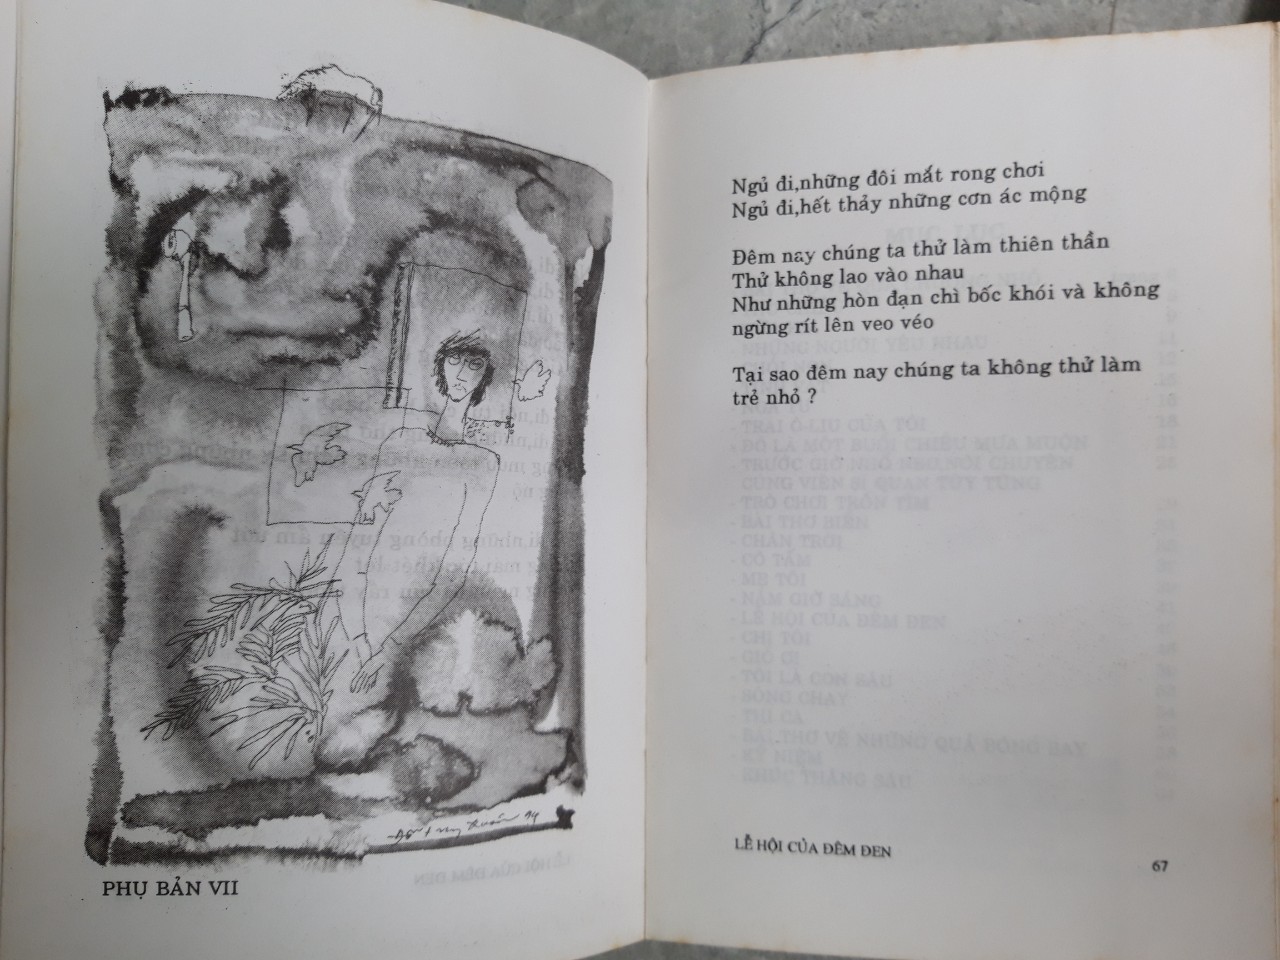 PHỤ BẢN VII
Ngủ đi,những đôi mắt rong chơi
Ngủ đi,hết thảy những cơn ác mộng
Đêm nay chúng ta thử làm thiên thần
Thử không lao vào nhau
Như những hòn đạn chì bốc khói và không
ngừng rít lên veo véo
Tại sao đêm nay chúng ta không thử làm
trẻ nhỏ ?
LỄ HỘI CỦA ĐÊM ĐEN
67